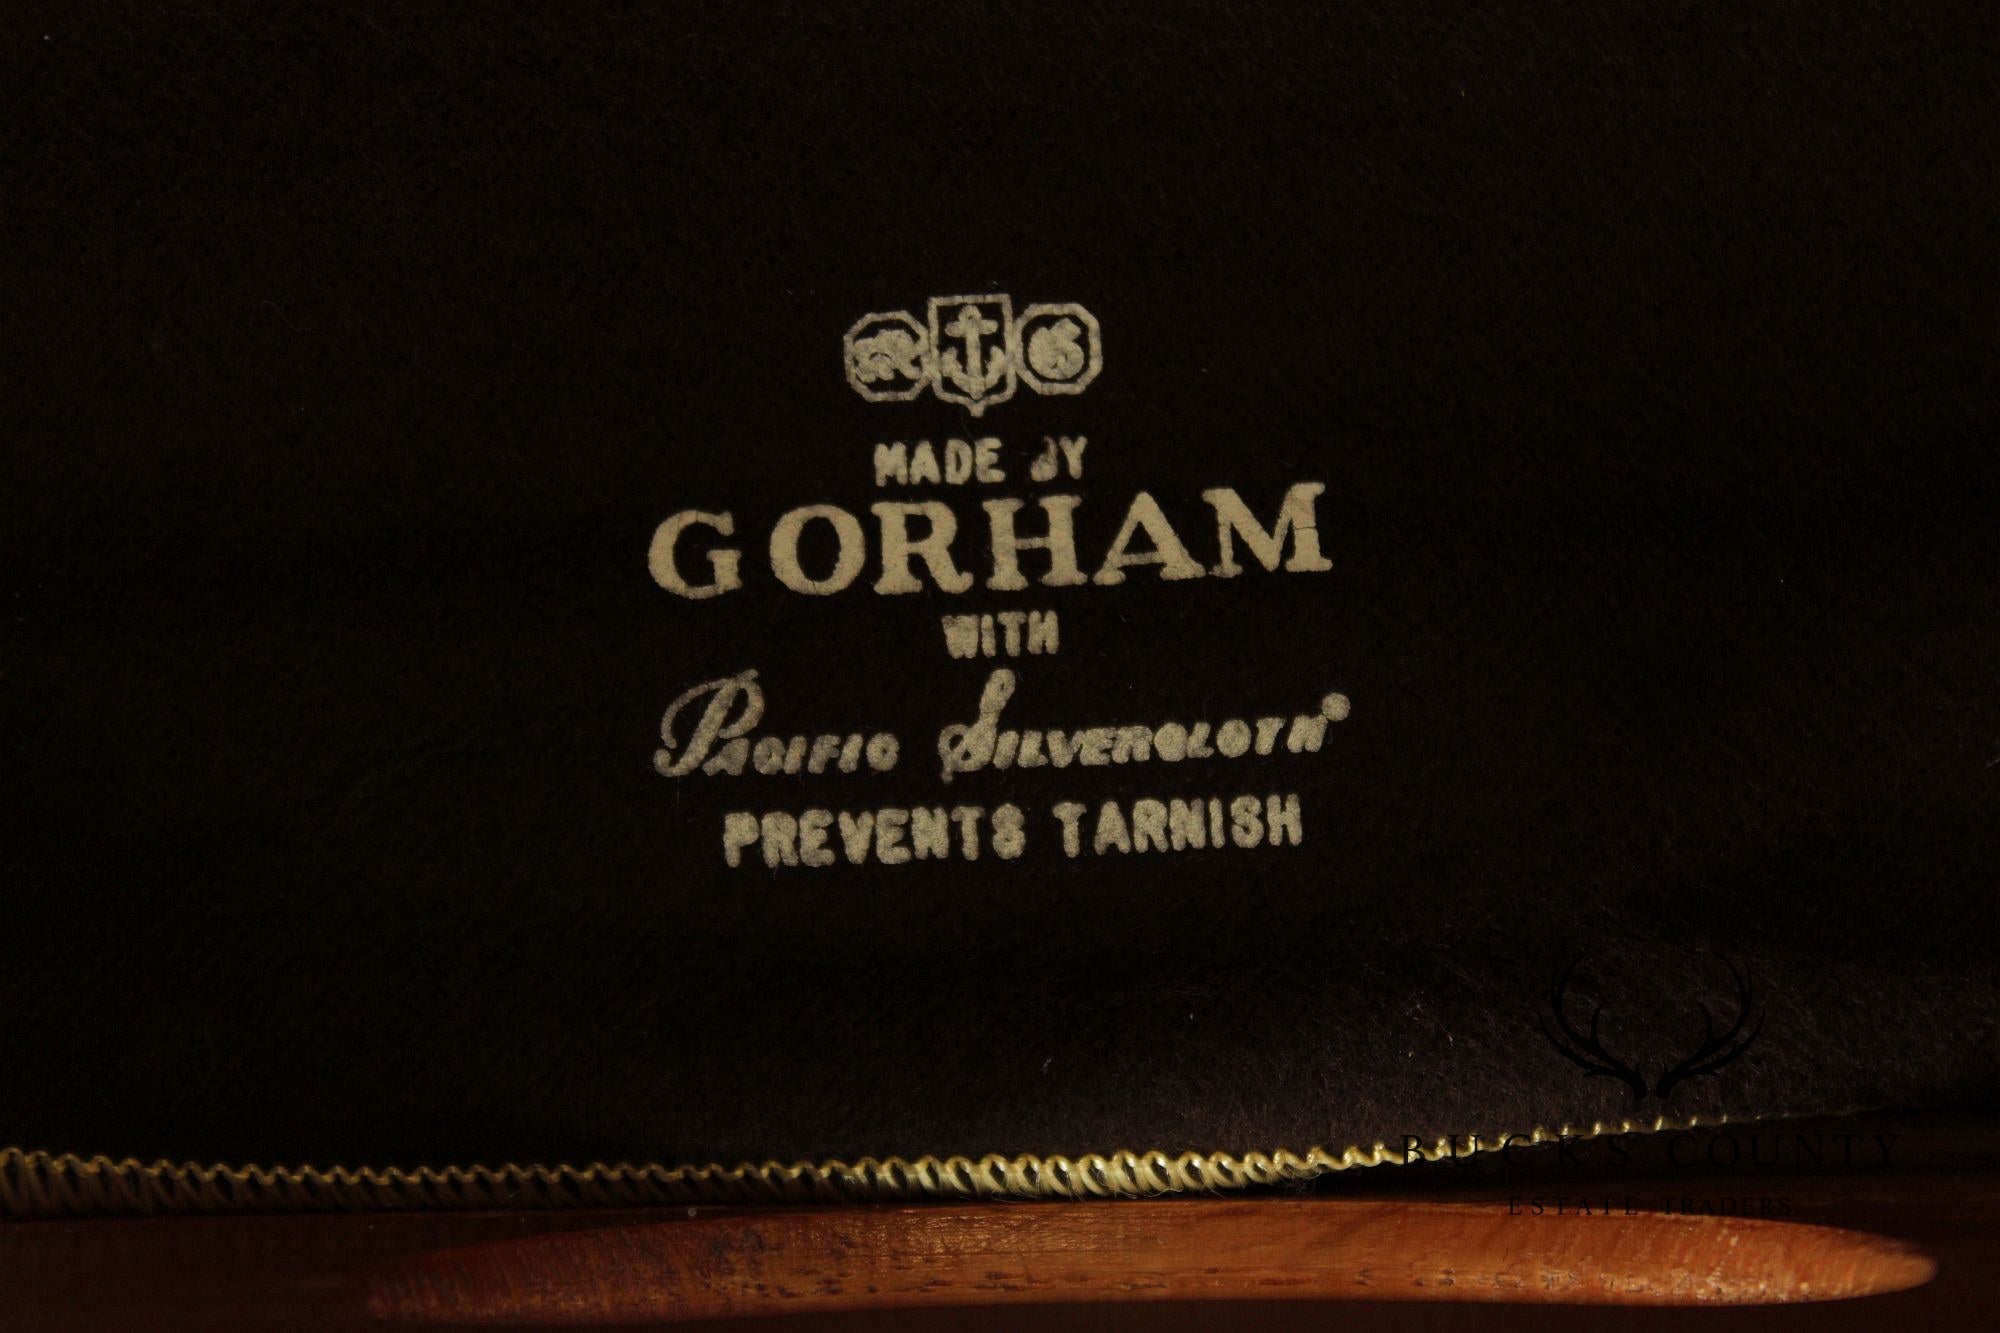 MADE BY
GORHAM
WITH
PACIFIC SILVERCLOTH®
PREVENTS TARNISH
BUCKS COUNTY
ESTATE TRADERS